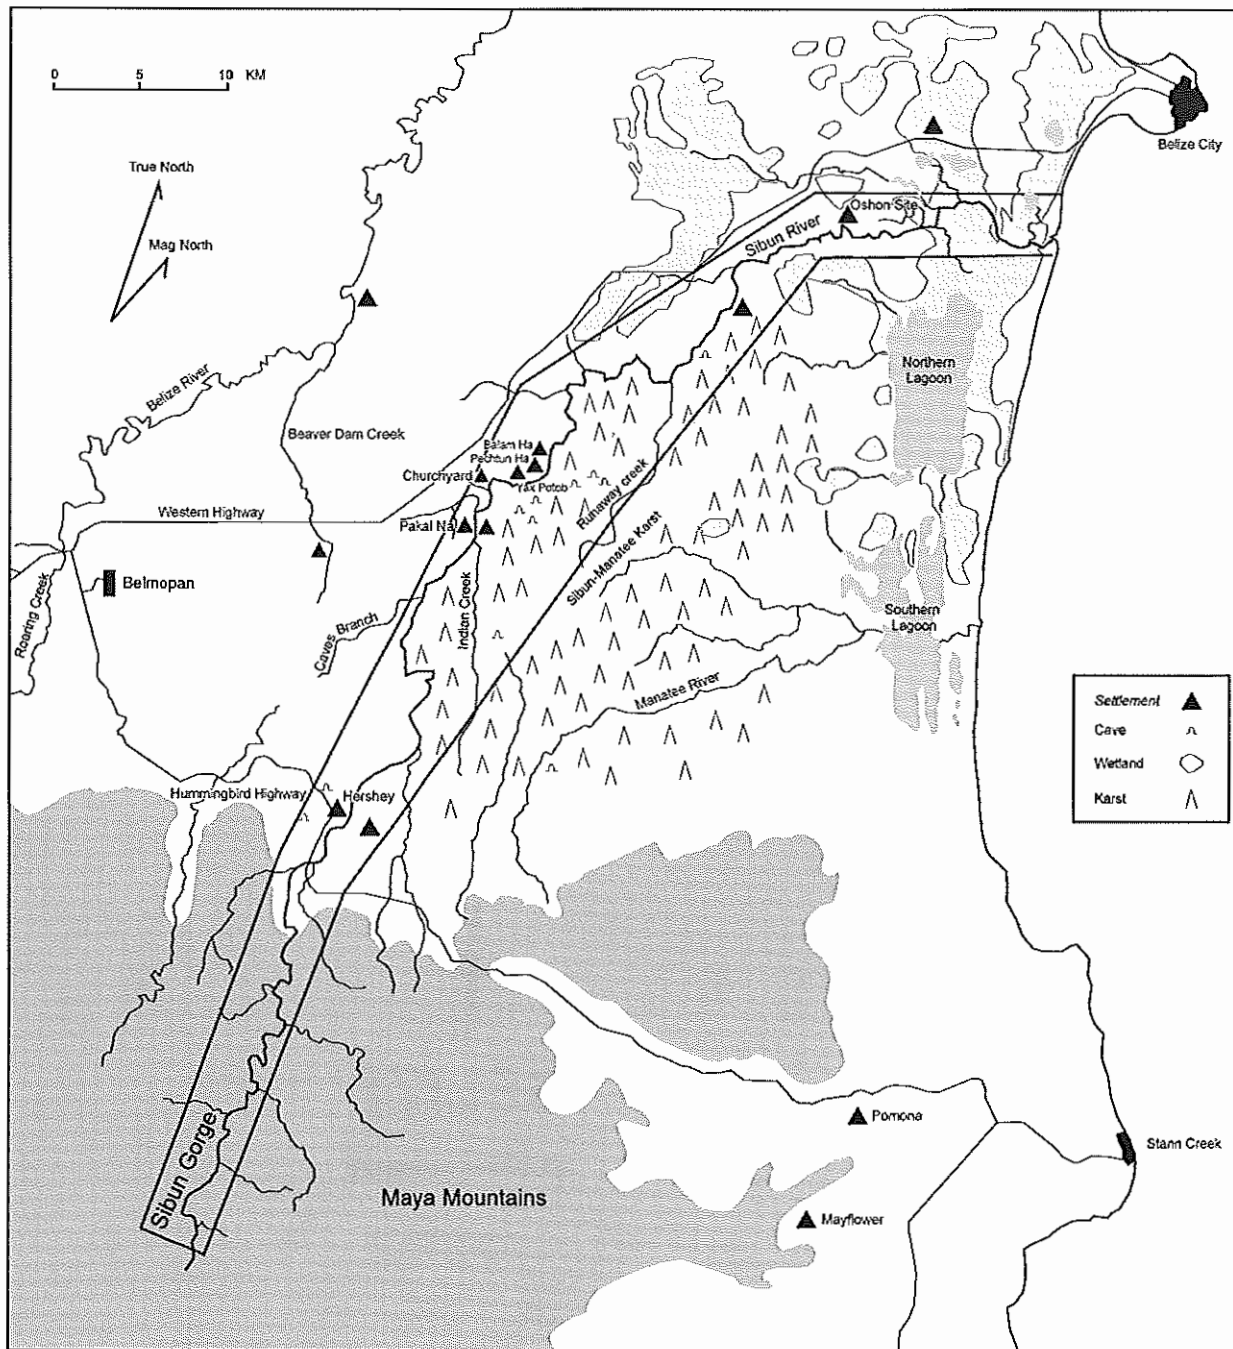 0 5 10 KM
True North
Mag North
Belize City
Oshon Site
Sibun River
Northern
Lagoon
Belize River
Beaver Dam Creek
Balam Ha
Pechtun Ha
Churchyard
Yax Potob
Runaway creek
Western Highway
Pakal Na
Sibun-Manatee Karst
Belmopan
Roaring Creek
Caves Branch
Indian Creek
Southern
Lagoon
Manatee River
Settlement
Cave
Wetland
Karst
Hummingbird Highway
Hershey
Sibun Gorge
Pomona
Stann Creek
Maya Mountains
Mayflower